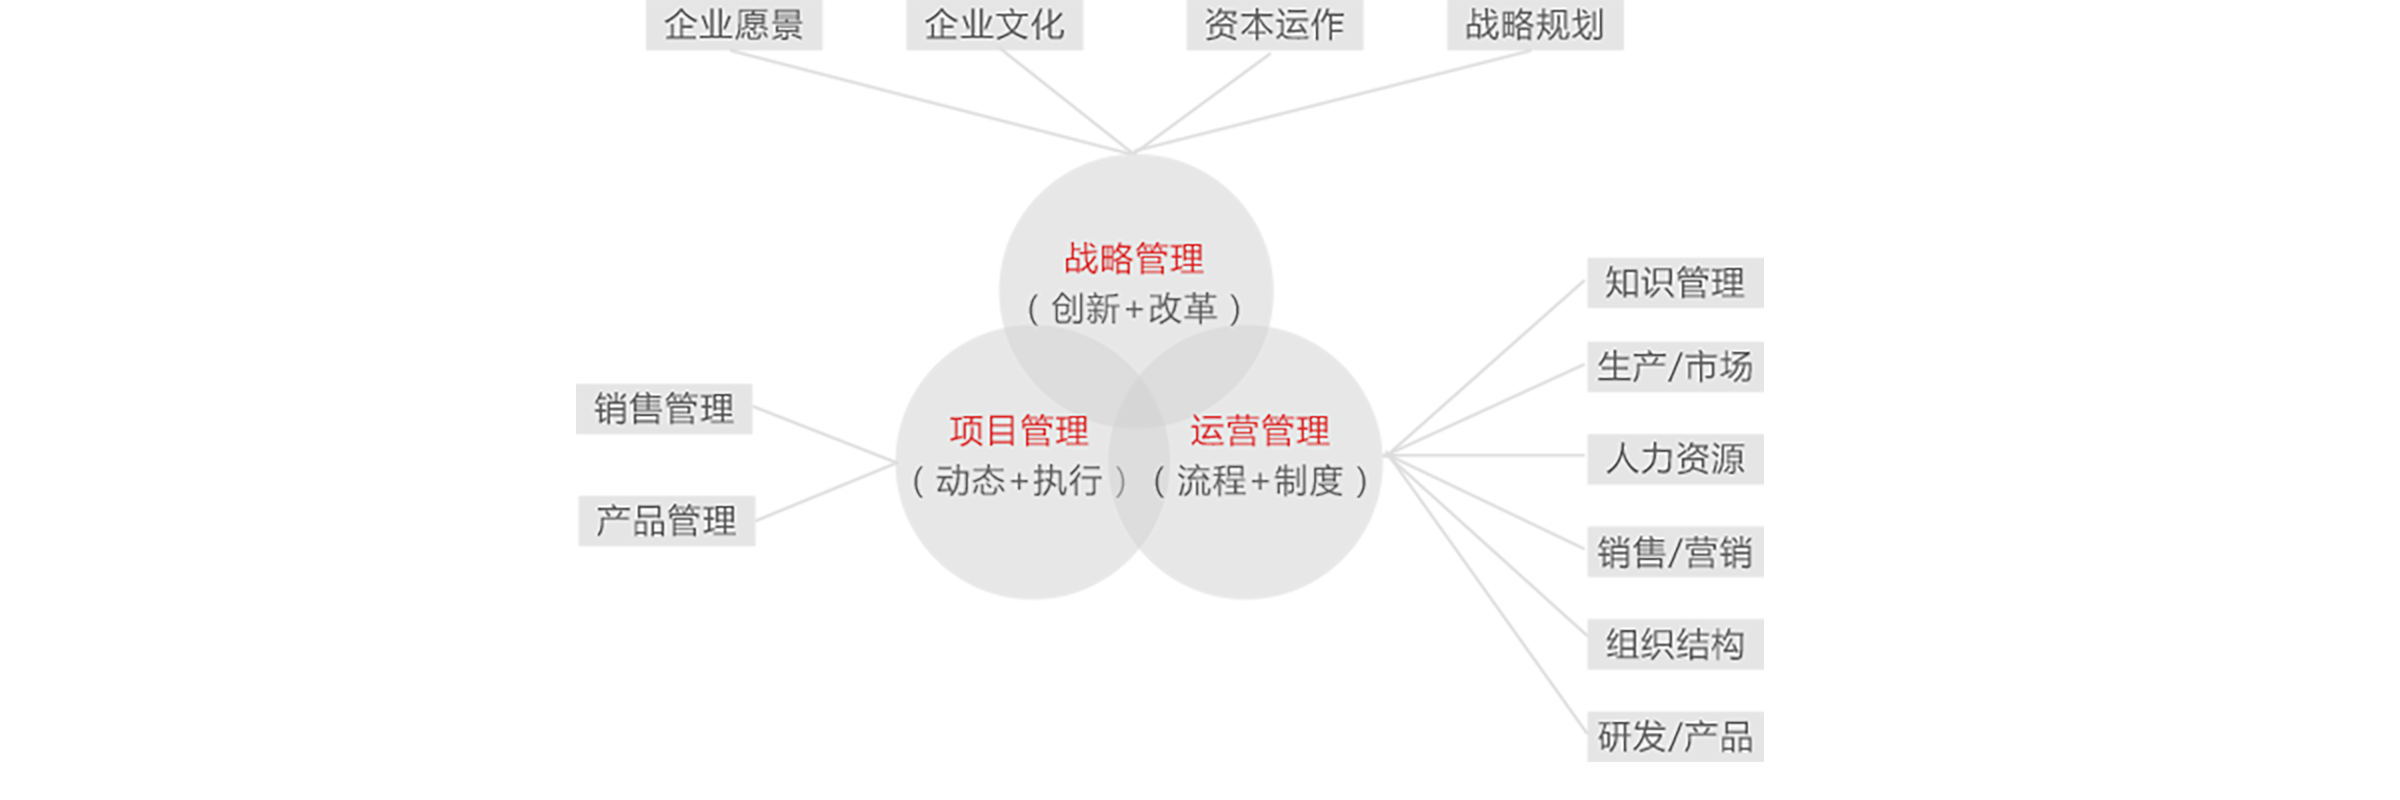 企业愿景
企业文化
资本运作
战略规划
战略管理
（创新+改革）
项目管理
（动态+执行）
运营管理
（流程+制度）
销售管理
产品管理
知识管理
生产/市场
人力资源
销售/营销
组织结构
研发/产品